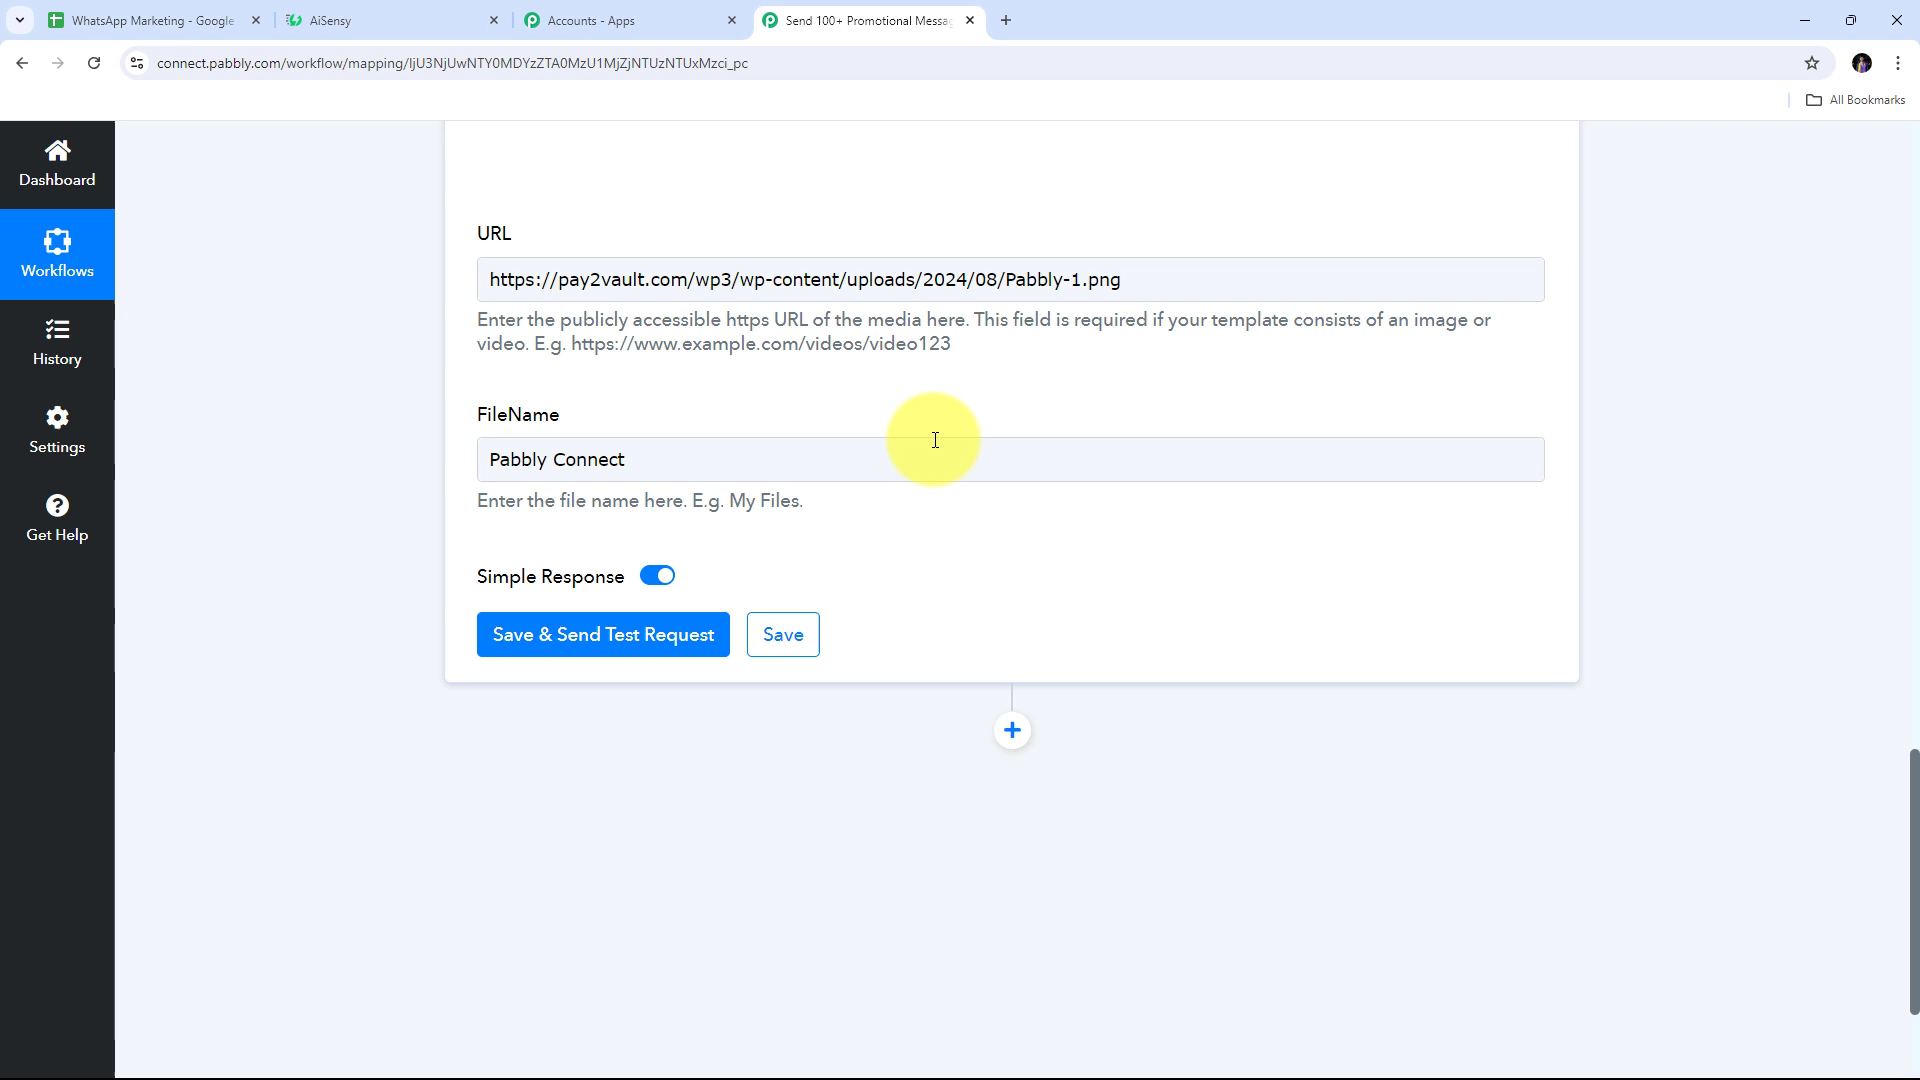 WhatsApp Marketing - Google
AiSensy
Accounts - Apps
Send 100+ Promotional Messag
connect.pabbly.com/workflow/mapping/IjU3NjUwNTY0MDYzZTA0MzU1MjZjNTUzNTUxMzci_pc
All Bookmarks
Dashboard
Workflows
History
Settings
Get Help
URL
https://pay2vault.com/wp3/wp-content/uploads/2024/08/Pabbly-1.png
Enter the publicly accessible https URL of the media here. This field is required if your template consists of an image or
video. E.g. https://www.example.com/videos/video123
FileName
Pabbly Connect
Enter the file name here. E.g. My Files.
Simple Response
Save & Send Test Request
Save